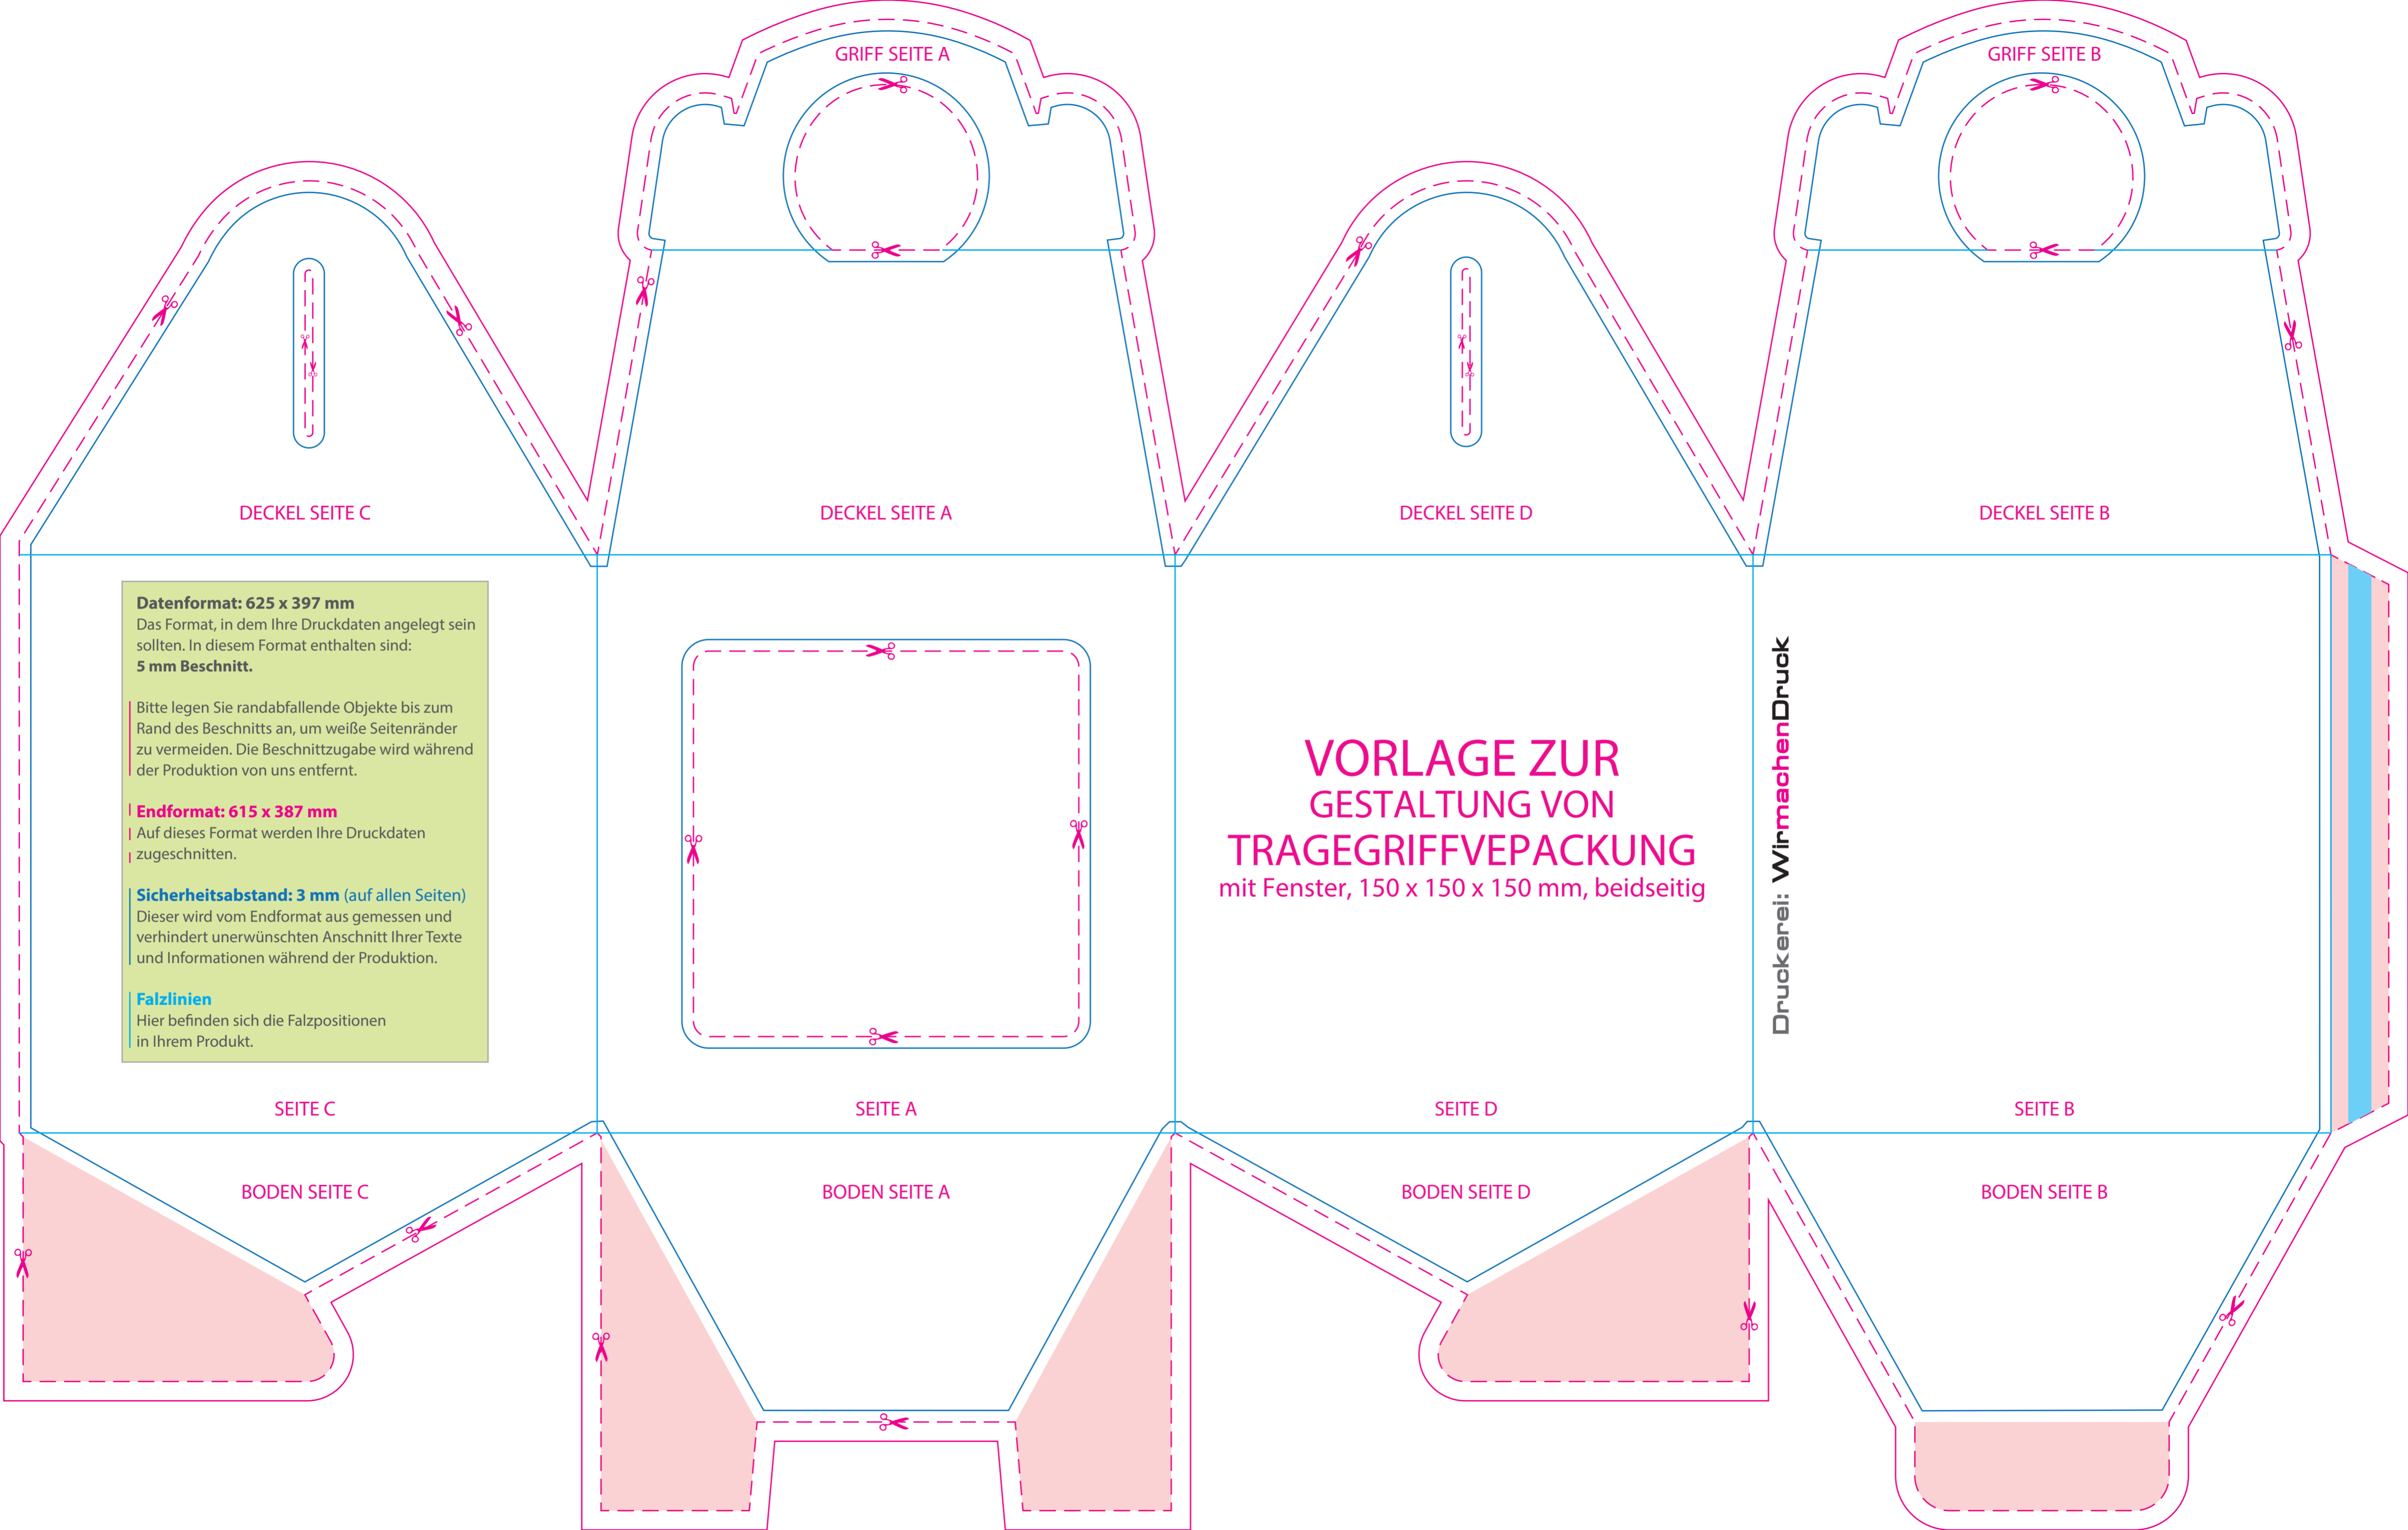 GRIFF SEITE A
GRIFF SEITE B
DECKEL SEITE C
DECKEL SEITE A
DECKEL SEITE D
DECKEL SEITE B
Datenformat: 625 x 397 mm
Das Format, in dem Ihre Druckdaten angelegt sein
sollten. In diesem Format enthalten sind:
5 mm Beschnitt.
Bitte legen Sie randabfallende Objekte bis zum
Rand des Beschnitts an, um weiße Seitenränder
zu vermeiden. Die Beschnittzugabe wird während
der Produktion von uns entfernt.
Endformat: 615 x 387 mm
Auf dieses Format werden Ihre Druckdaten
zugeschnitten.
Sicherheitsabstand: 3 mm (auf allen Seiten)
Dieser wird vom Endformat aus gemessen und
verhindert unerwünschten Anschnitt Ihrer Texte
und Informationen während der Produktion.
Falzlinien
Hier befinden sich die Falzpositionen
in Ihrem Produkt.
VORLAGE ZUR
GESTALTUNG VON
TRAGEGRIFFVEPACKUNG
mit Fenster, 150 x 150 x 150 mm, beidseitig
Druckerei: WirmachenDruck
SEITE C
SEITE A
SEITE D
SEITE B
BODEN SEITE C
BODEN SEITE A
BODEN SEITE D
BODEN SEITE B